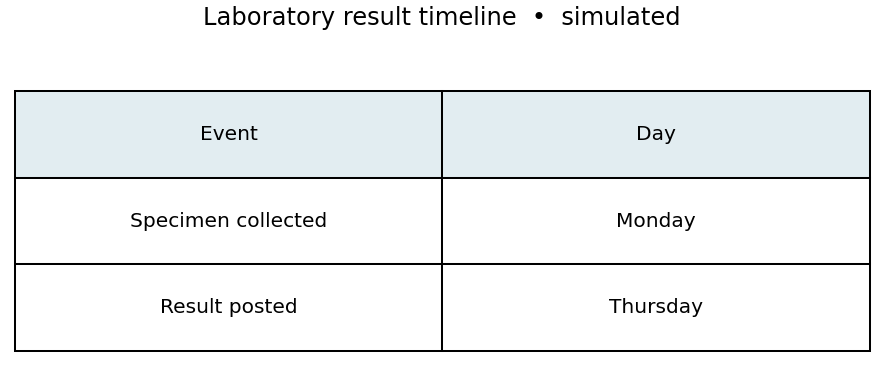 Laboratory result timeline • simulated
Event Day
Specimen collected Monday
Result posted Thursday